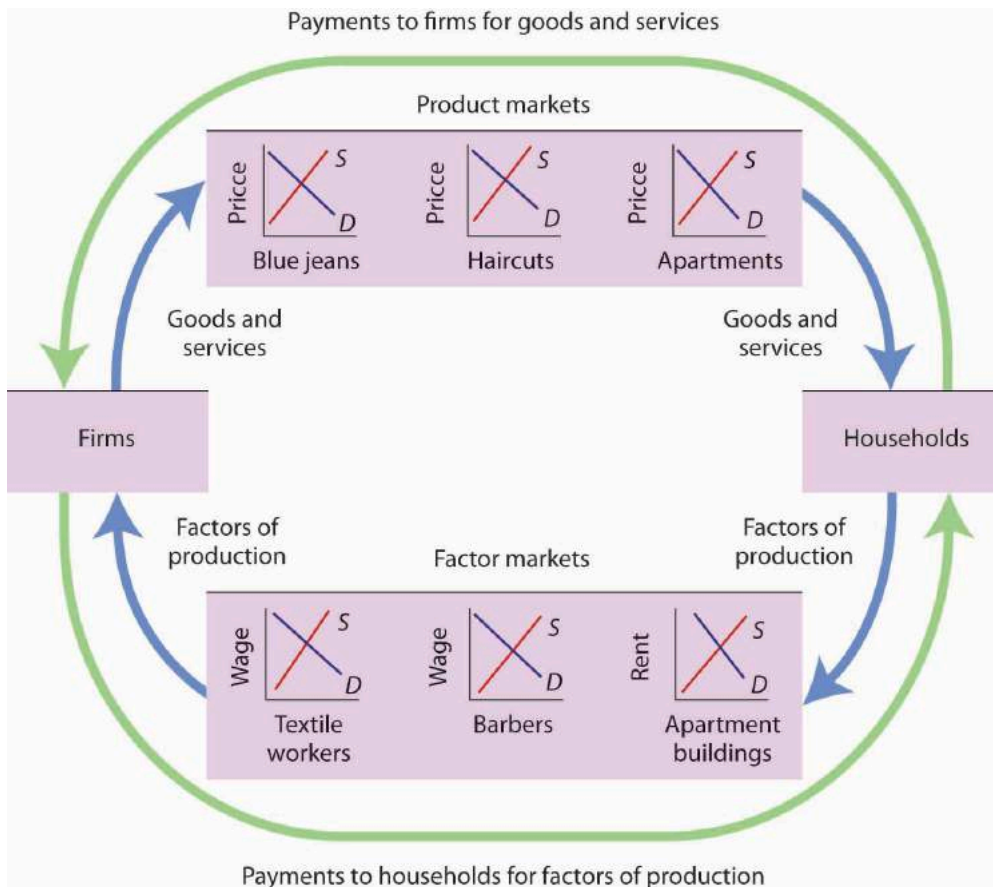 Payments to firms for goods and services
Product markets
Pricce
S
D
Blue jeans
Pricce
S
D
Haircuts
Pricce
S
D
Apartments
Goods and
services
Goods and
services
Firms
Households
Factors of
production
Factors of
production
Factor markets
Wage
S
D
Textile
workers
Wage
S
D
Barbers
Rent
S
D
Apartment
buildings
Payments to households for factors of production